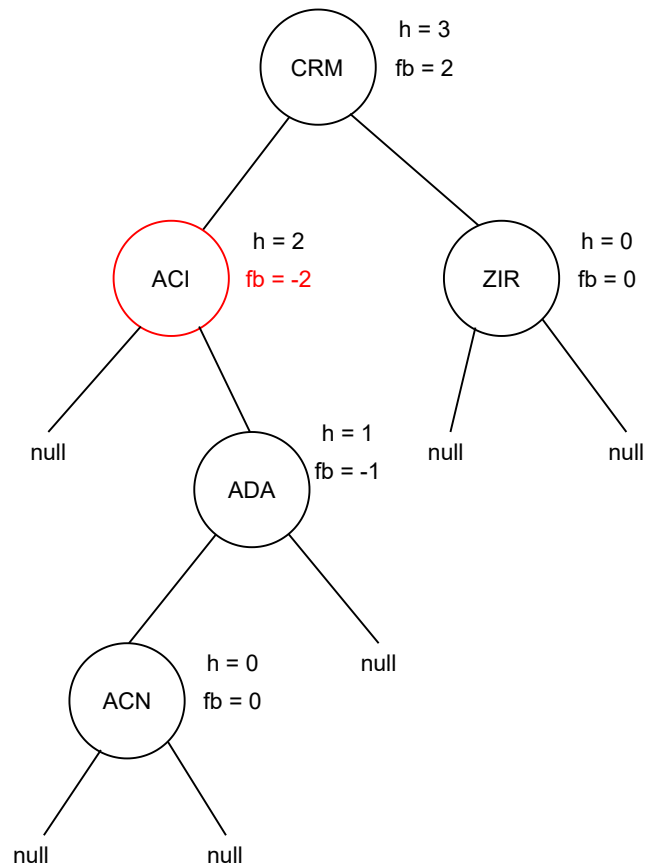 h = 3
CRM
fb = 2
h = 2
ACI
fb = -2
h = 0
ZIR
fb = 0
null
h = 1
ADA
fb = -1
null
null
h = 0
ACN
fb = 0
null
null
null